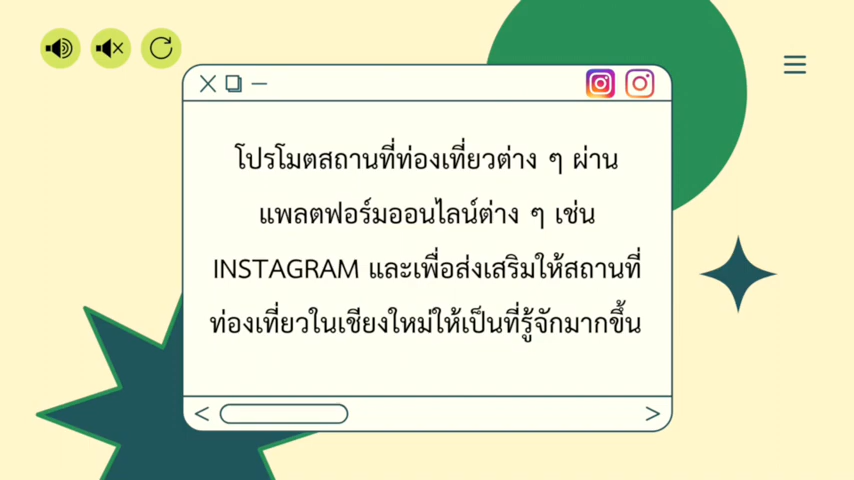 โปรโมตสถานที่ท่องเที่ยวต่าง ๆ ผ่าน
แพลตฟอร์มออนไลน์ต่าง ๆ เช่น
INSTAGRAM และเพื่อส่งเสริมให้สถานที่
ท่องเที่ยวในเชียงใหม่ให้เป็นที่รู้จักมากขึ้น